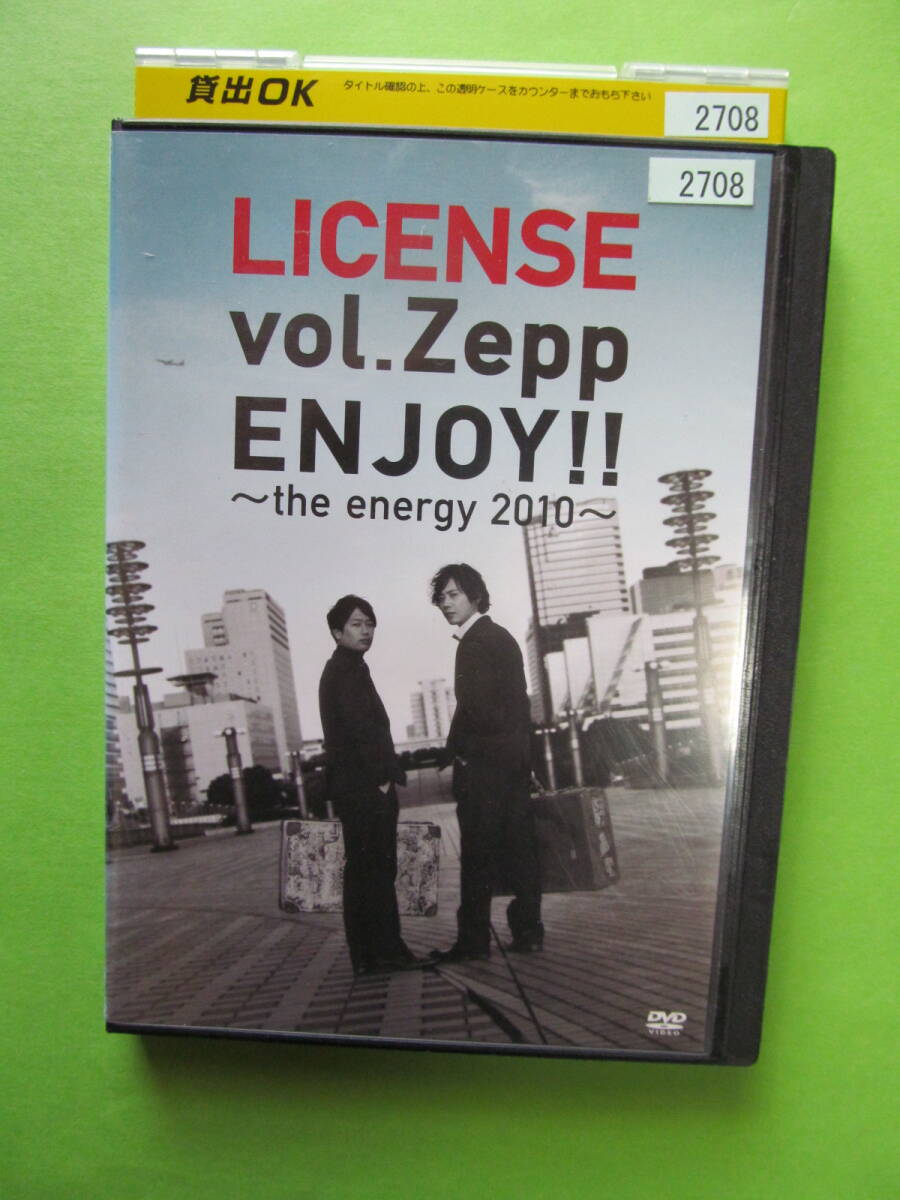 貸出OK
タイトル確認の上、この透明ケースをカウンターまでおもち下さい
2708
2708
LICENSE
vol.Zepp
ENJOY!!
～the energy 2010～
DVD
VIDEO